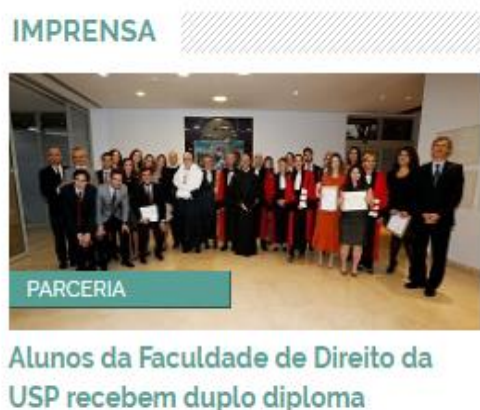 IMPRENSA
PARCERIA
Alunos da Faculdade de Direito da
USP recebem duplo diploma